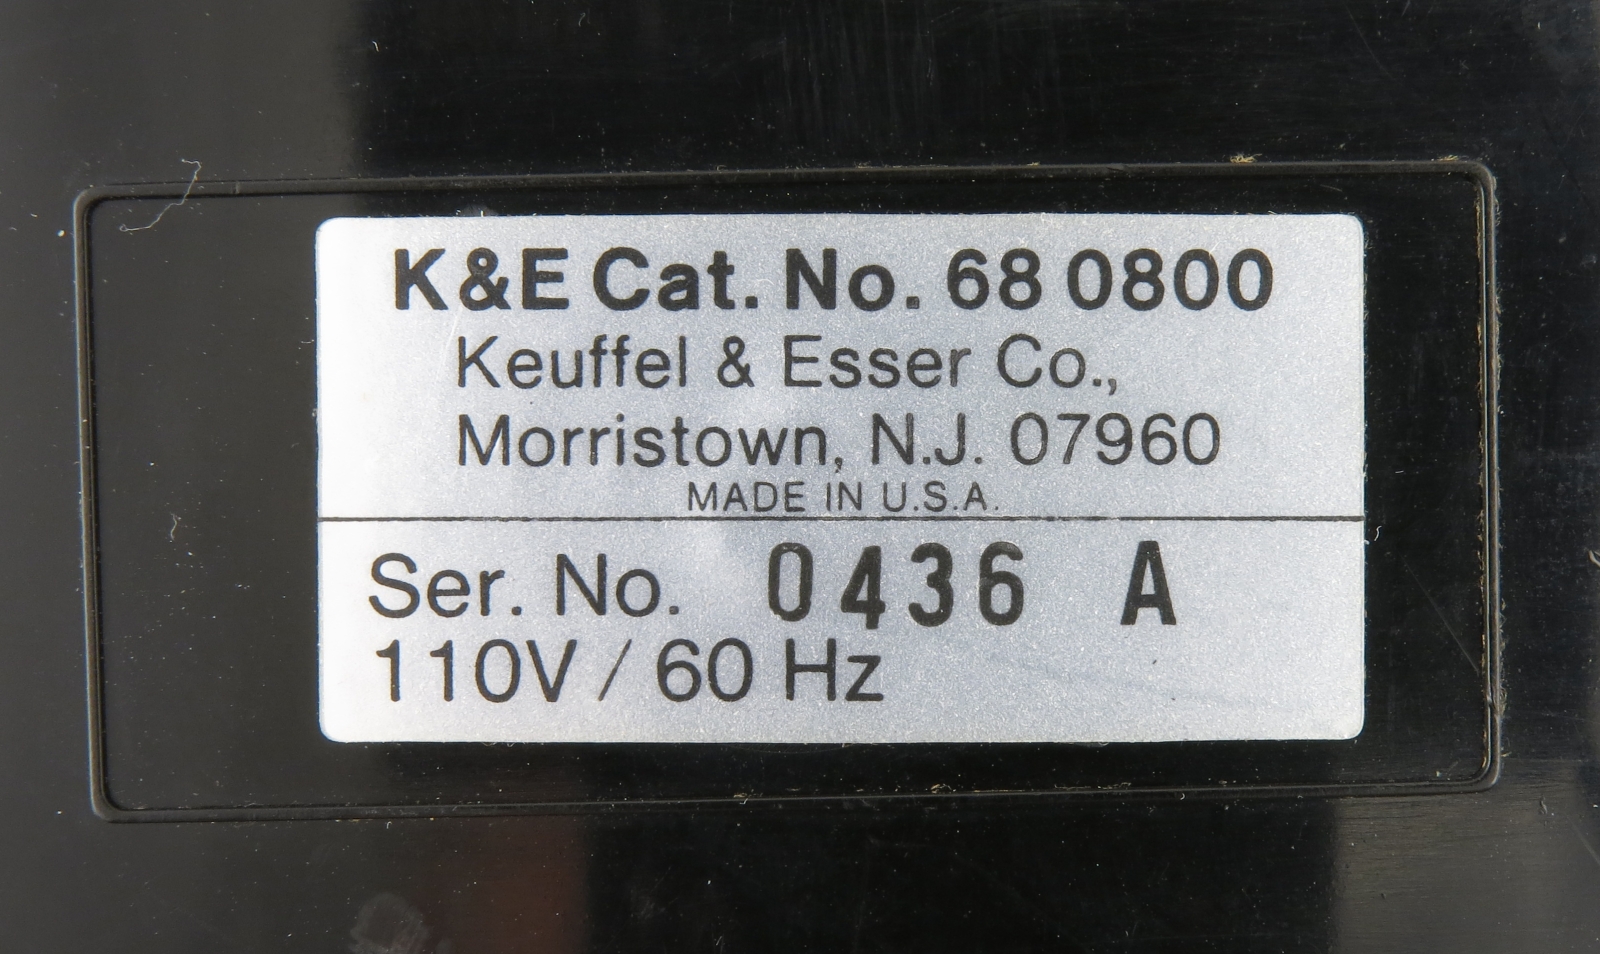 K&E Cat. No. 68 0800
Keuffel & Esser Co.,
Morristown, N.J. 07960
MADE IN U.S.A.
Ser. No. 0436 A
110V / 60 Hz